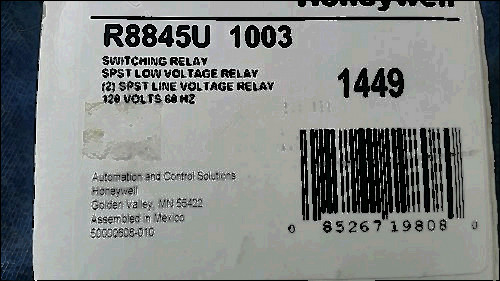 Honeywell
R8845U 1003
SWITCHING RELAY
SPST LOW VOLTAGE RELAY
(2) SPST LINE VOLTAGE RELAY
120 VOLTS 60 HZ
1449
Automation and Control Solutions
Honeywell
Golden Valley, MN 55422
Assembled in Mexico
50000608-010
0 85267 19808 0